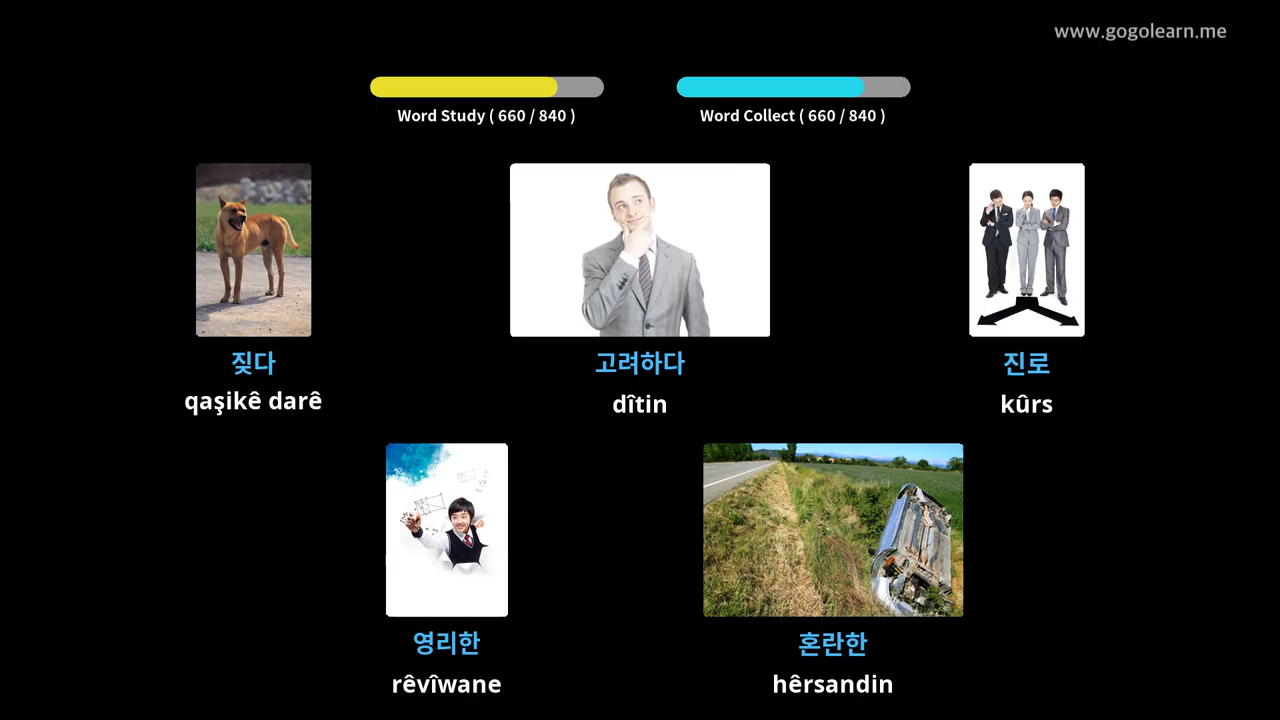 www.gogolearn.me
Word Study ( 660 / 840 )
Word Collect ( 660 / 840 )
짖다
qaşikê darê
고려하다
dîtin
진로
kûrs
영리한
rêvîwane
혼란한
hêrsandin